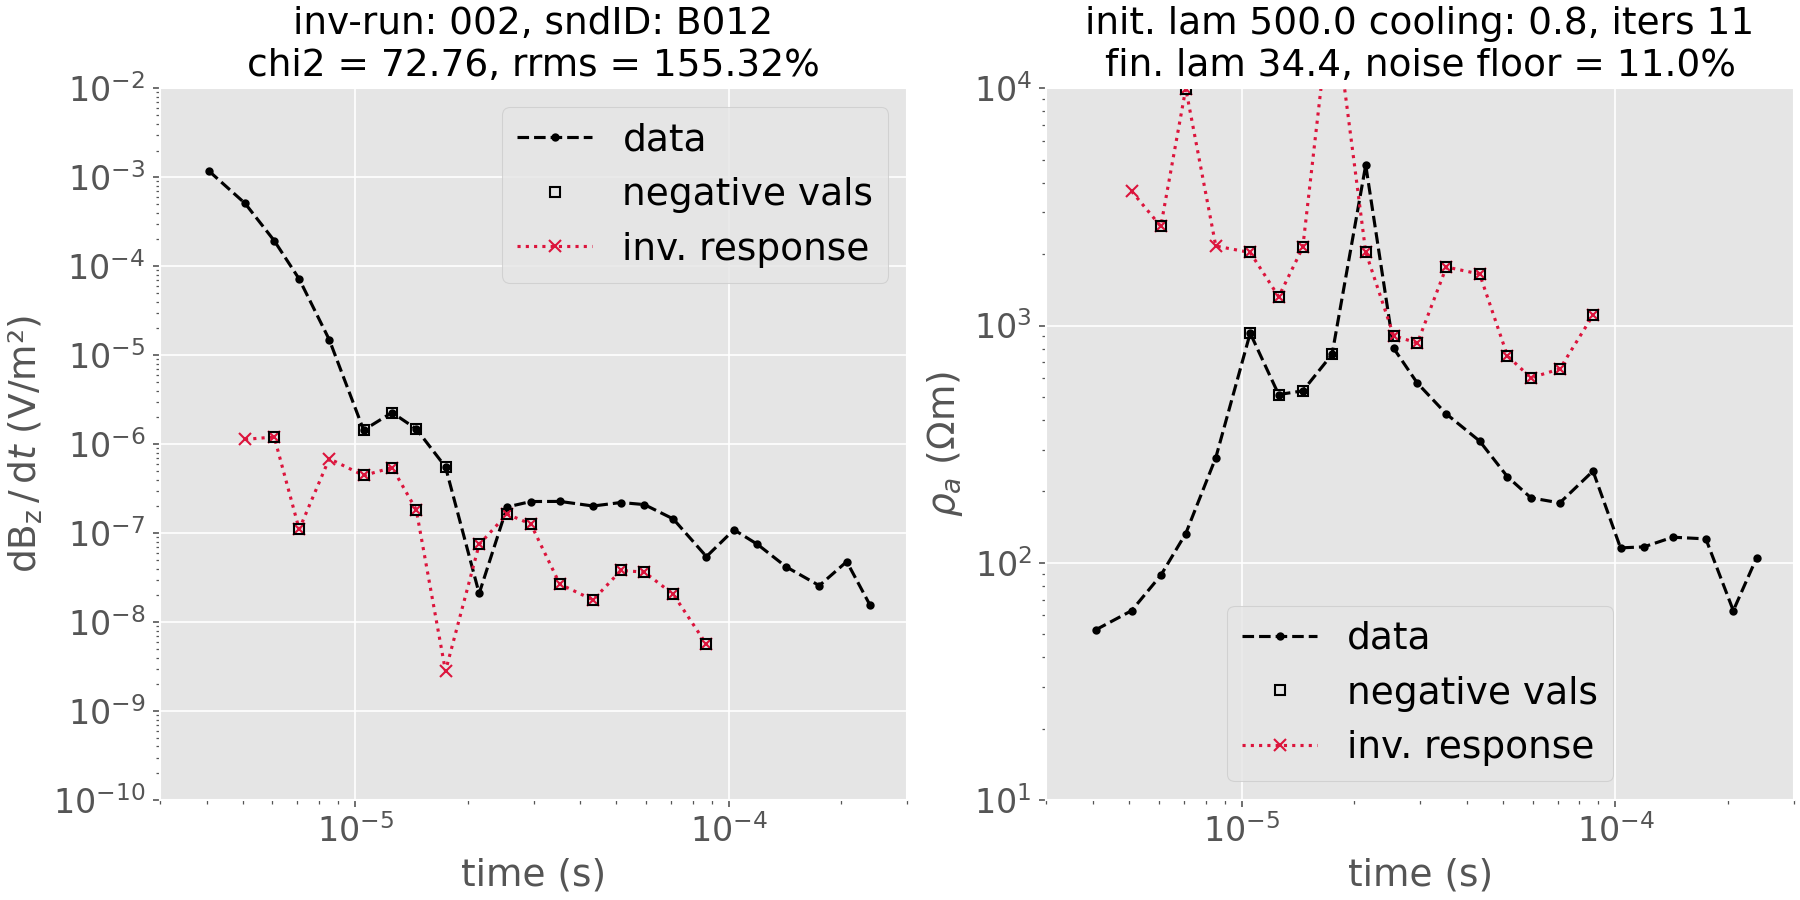 inv-run: 002, sndID: B012
chi2 = 72.76, rrms = 155.32%
init. lam 500.0 cooling: 0.8, iters 11
fin. lam 34.4, noise floor = 11.0%
dB_z / dt (V/m²)
10⁻²
10⁻³
10⁻⁴
10⁻⁵
10⁻⁶
10⁻⁷
10⁻⁸
10⁻⁹
10⁻¹⁰
data
negative vals
inv. response
10⁻⁵ 10⁻⁴
time (s)
ρₐ (Ωm)
10⁴
10³
10²
10¹
data
negative vals
inv. response
10⁻⁵ 10⁻⁴
time (s)